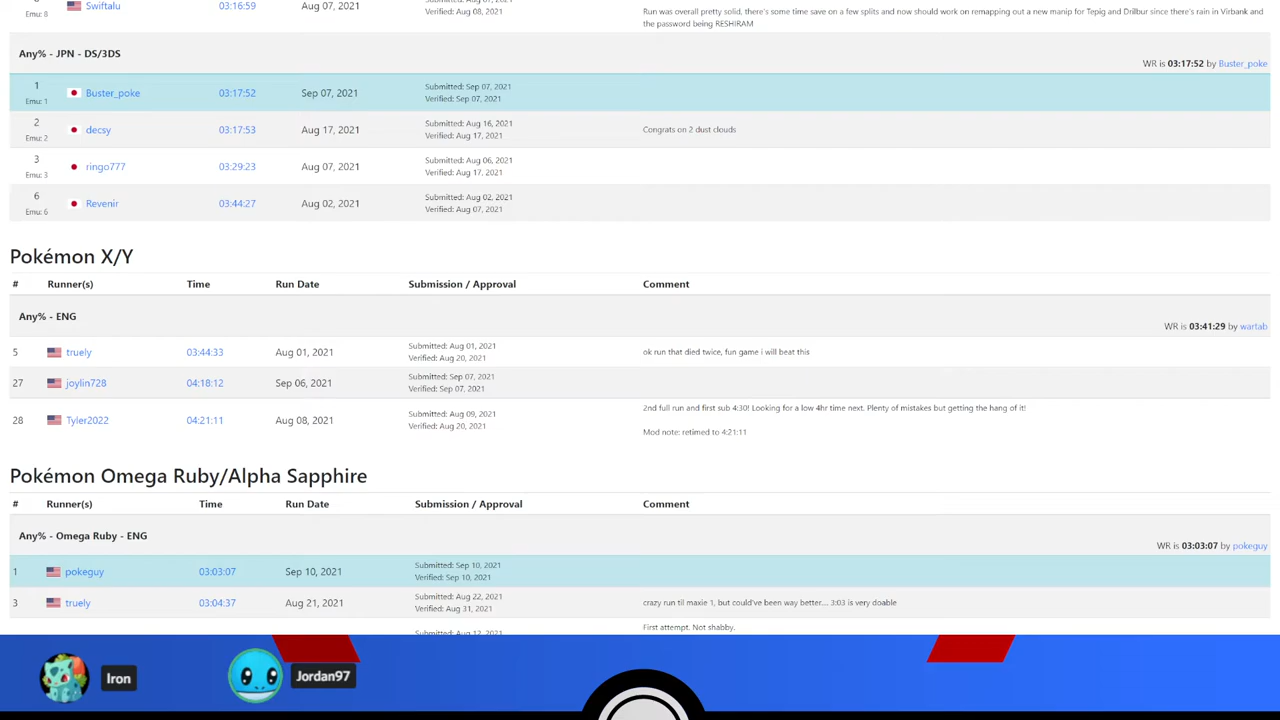 Swiftalu 03:16:59 Aug 07, 2021
Emu: 8
Verified: Aug 08, 2021
Run was overall pretty solid, there's some time save on a few splits and now should work on remapping out a new manip for Tepig and Drilbur since there's rain in Virbank and
the password being RESHIRAM
Any% - JPN - DS/3DS
WR is 03:17:52 by Buster_poke
1 Buster_poke 03:17:52 Sep 07, 2021 Submitted: Sep 07, 2021
Emu: 1 Verified: Sep 07, 2021
2 decsy 03:17:53 Aug 17, 2021 Submitted: Aug 16, 2021 Congrats on 2 dust clouds
Emu: 2 Verified: Aug 17, 2021
3 ringo777 03:29:23 Aug 07, 2021 Submitted: Aug 06, 2021
Emu: 3 Verified: Aug 17, 2021
6 Revenir 03:44:27 Aug 02, 2021 Submitted: Aug 02, 2021
Emu: 6 Verified: Aug 07, 2021
Pokémon X/Y
# Runner(s) Time Run Date Submission / Approval Comment
Any% - ENG
WR is 03:41:29 by wartab
5 truely 03:44:33 Aug 01, 2021 Submitted: Aug 01, 2021 ok run that died twice, fun game i will beat this
Verified: Aug 20, 2021
27 joylin728 04:18:12 Sep 06, 2021 Submitted: Sep 07, 2021
Verified: Sep 07, 2021
28 Tyler2022 04:21:11 Aug 08, 2021 Submitted: Aug 09, 2021 2nd full run and first sub 4:30! Looking for a low 4hr time next. Plenty of mistakes but getting the hang of it!
Verified: Aug 20, 2021 Mod note: retimed to 4:21:11
Pokémon Omega Ruby/Alpha Sapphire
# Runner(s) Time Run Date Submission / Approval Comment
Any% - Omega Ruby - ENG
WR is 03:03:07 by pokeguy
1 pokeguy 03:03:07 Sep 10, 2021 Submitted: Sep 10, 2021
Verified: Sep 10, 2021
3 truely 03:04:37 Aug 21, 2021 Submitted: Aug 22, 2021 crazy run til maxie 1, but could've been way better.... 3:03 is very doable
Verified: Aug 31, 2021
Submitted: Aug 12, 2021 First attempt. Not shabby.
Iron
Jordan97